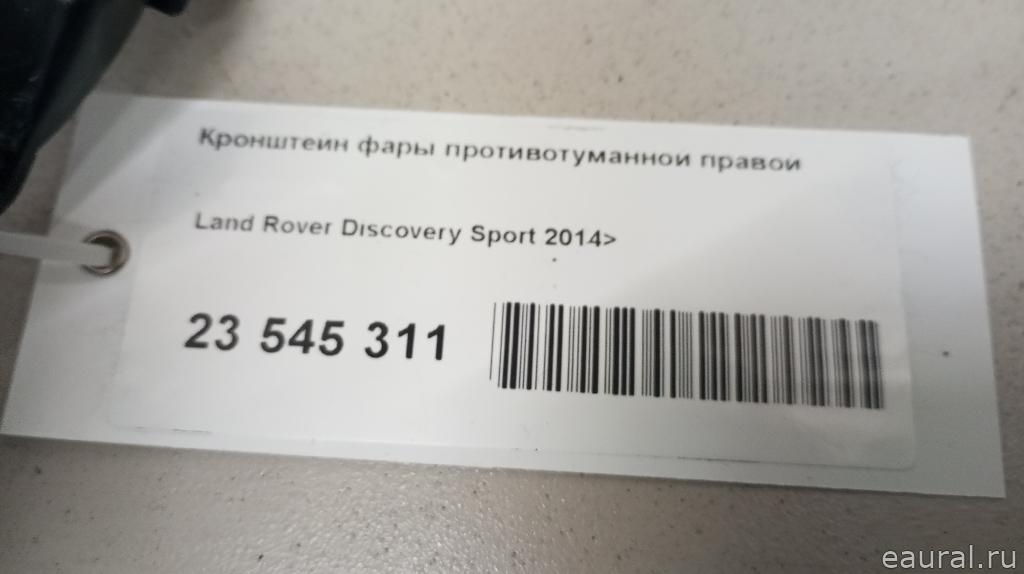 Кронштейн фары противотуманной правой
Land Rover Discovery Sport 2014>
23 545 311
eaural.ru